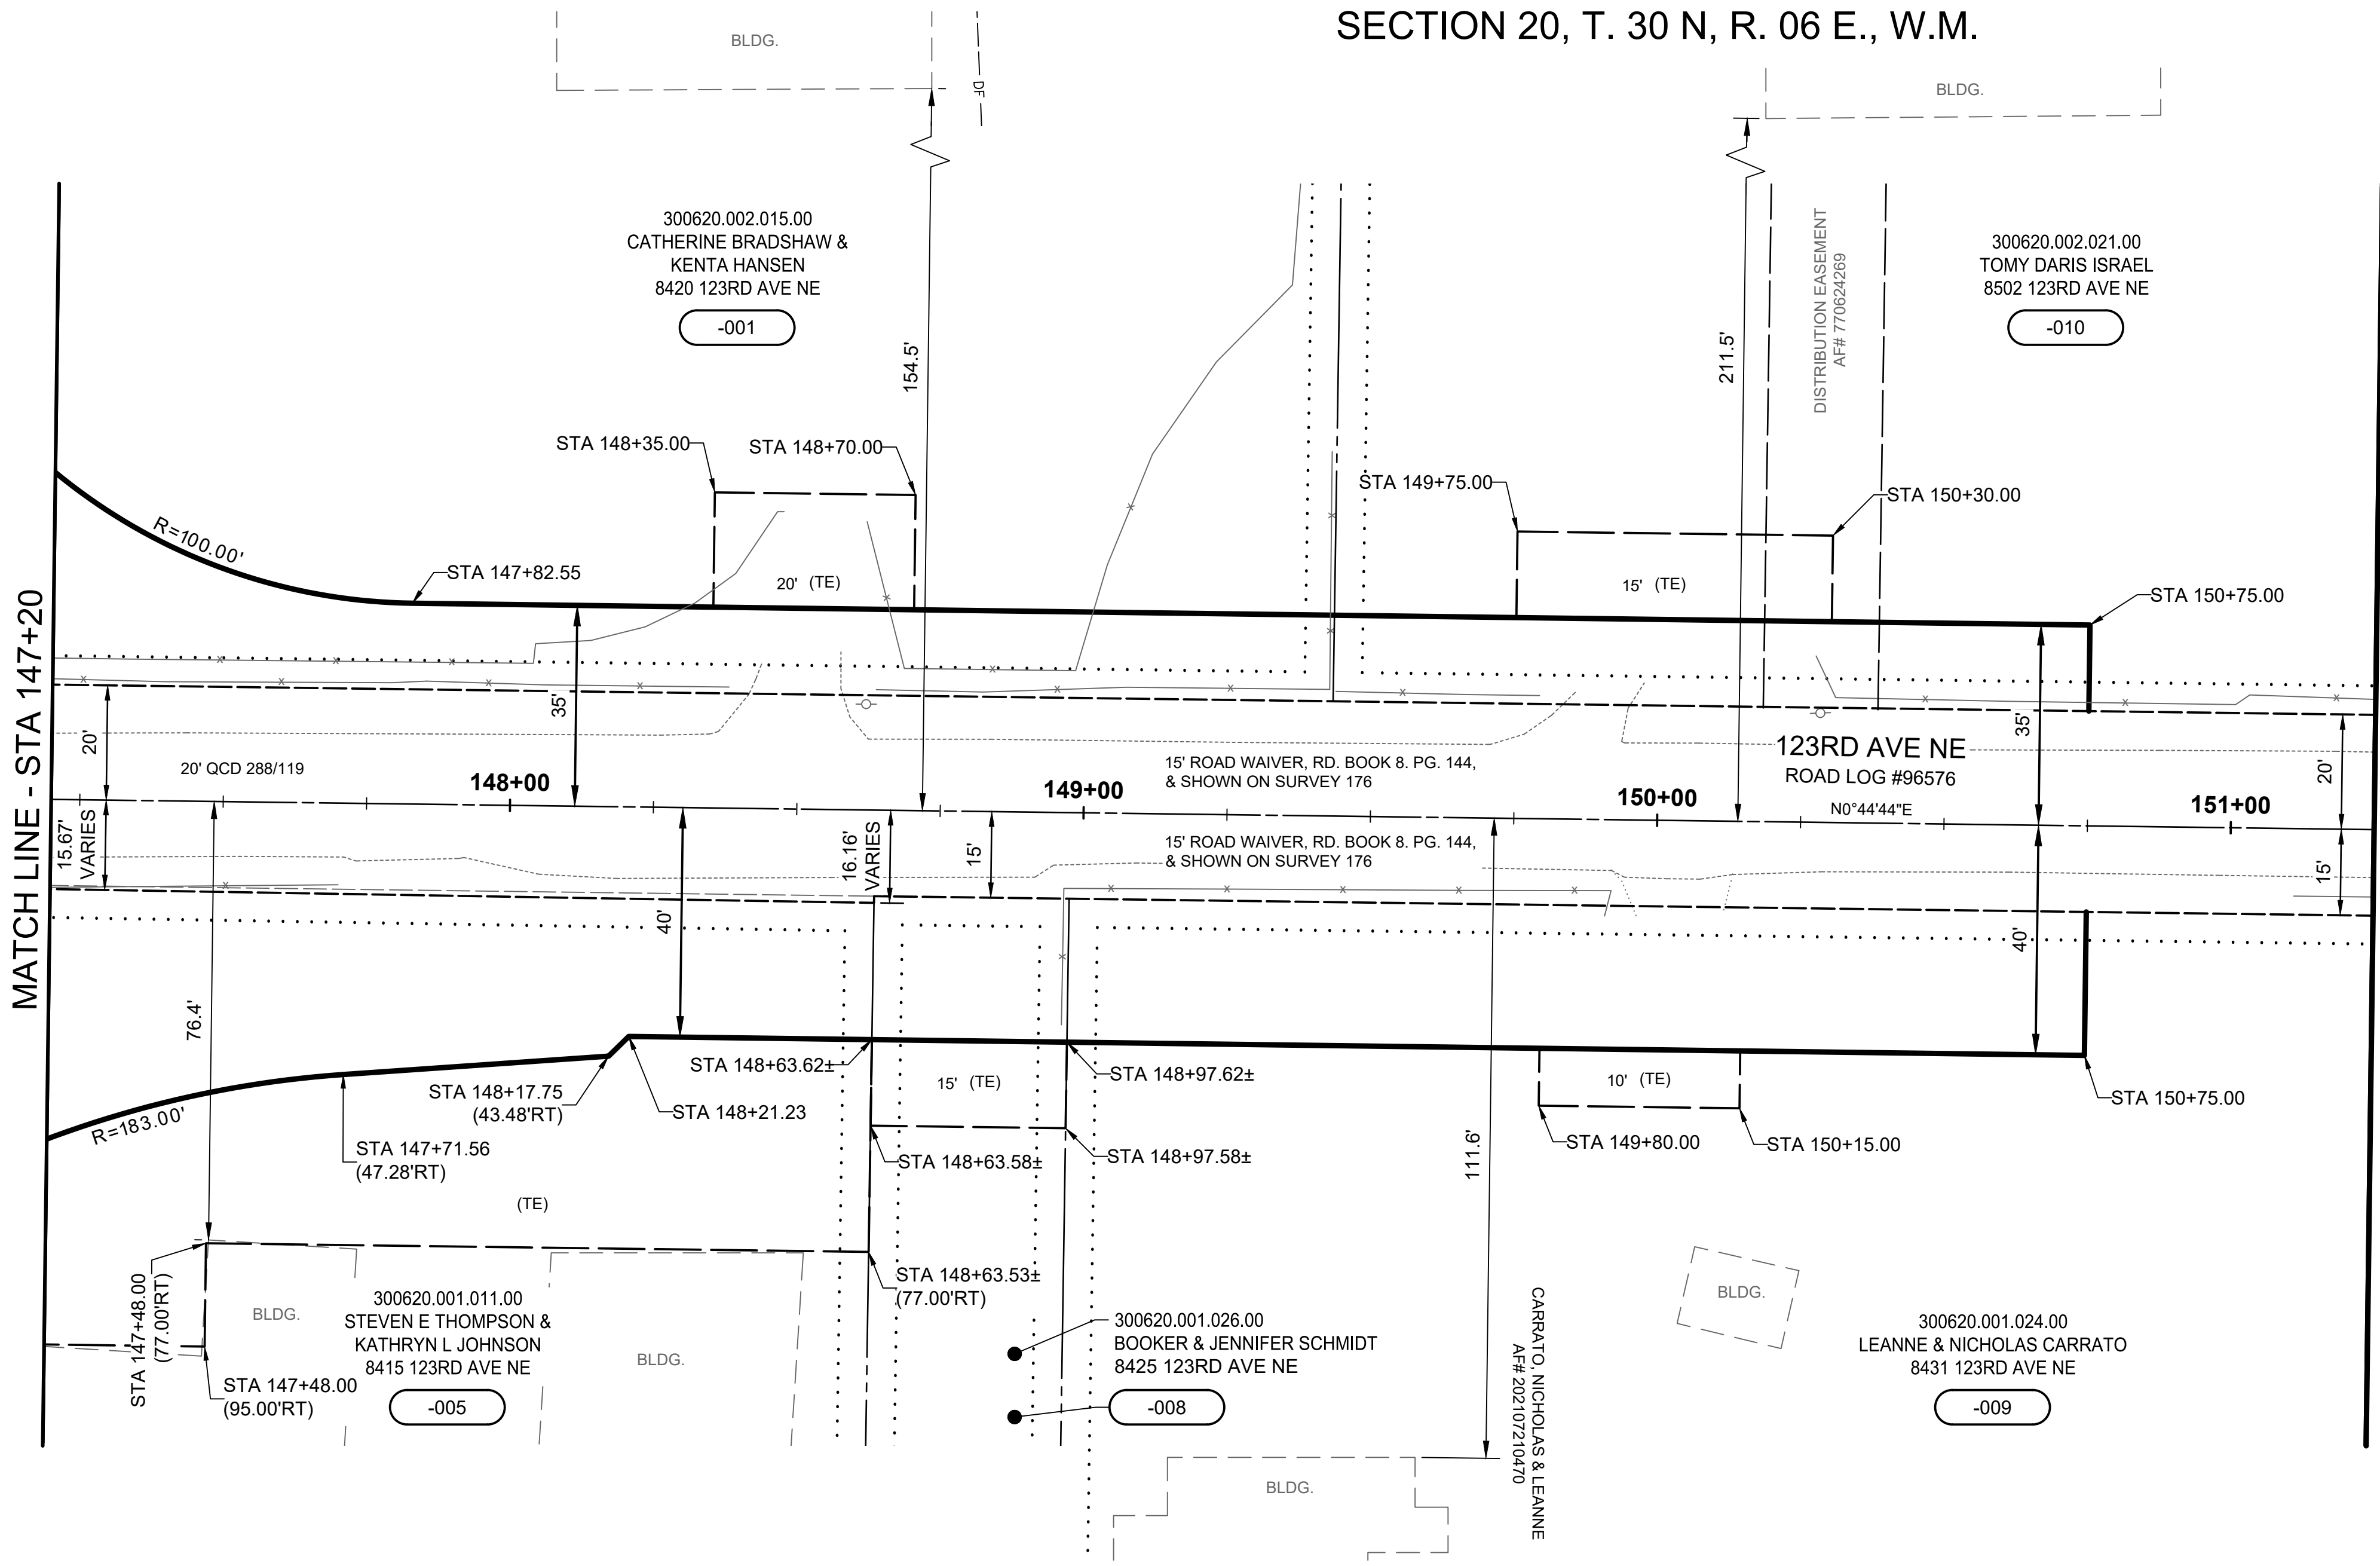 SECTION 20, T. 30 N, R. 06 E., W.M.
BLDG.
DF
BLDG.
300620.002.015.00
CATHERINE BRADSHAW &
KENTA HANSEN
8420 123RD AVE NE
-001
154.5'
211.5'
DISTRIBUTION EASEMENT
AF# 770624269
300620.002.021.00
TOMY DARIS ISRAEL
8502 123RD AVE NE
-010
STA 148+35.00
STA 148+70.00
STA 149+75.00
STA 150+30.00
R=100.00'
STA 147+82.55
20' (TE)
15' (TE)
STA 150+75.00
MATCH LINE - STA 147+20
20'
35'
35'
20'
20' QCD 288/119
148+00
149+00
15' ROAD WAIVER, RD. BOOK 8. PG. 144,
& SHOWN ON SURVEY 176
150+00
123RD AVE NE
ROAD LOG #96576
N0°44'44"E
151+00
15.67'
VARIES
16.16'
VARIES
15'
15' ROAD WAIVER, RD. BOOK 8. PG. 144,
& SHOWN ON SURVEY 176
15'
40'
40'
76.4'
R=183.00'
STA 148+17.75
(43.48'RT)
STA 147+71.56
(47.28'RT)
STA 148+21.23
STA 148+63.62±
15' (TE)
STA 148+97.62±
STA 148+63.58±
STA 148+97.58±
10' (TE)
STA 149+80.00
STA 150+15.00
STA 150+75.00
111.6'
(TE)
STA 147+48.00
(77.00'RT)
STA 148+63.53±
(77.00'RT)
BLDG.
300620.001.011.00
STEVEN E THOMPSON &
KATHRYN L JOHNSON
8415 123RD AVE NE
-005
STA 147+48.00
(95.00'RT)
BLDG.
300620.001.026.00
BOOKER & JENNIFER SCHMIDT
8425 123RD AVE NE
-008
CARRATO, NICHOLAS & LEANNE
AF# 202107210470
BLDG.
300620.001.024.00
LEANNE & NICHOLAS CARRATO
8431 123RD AVE NE
-009
BLDG.